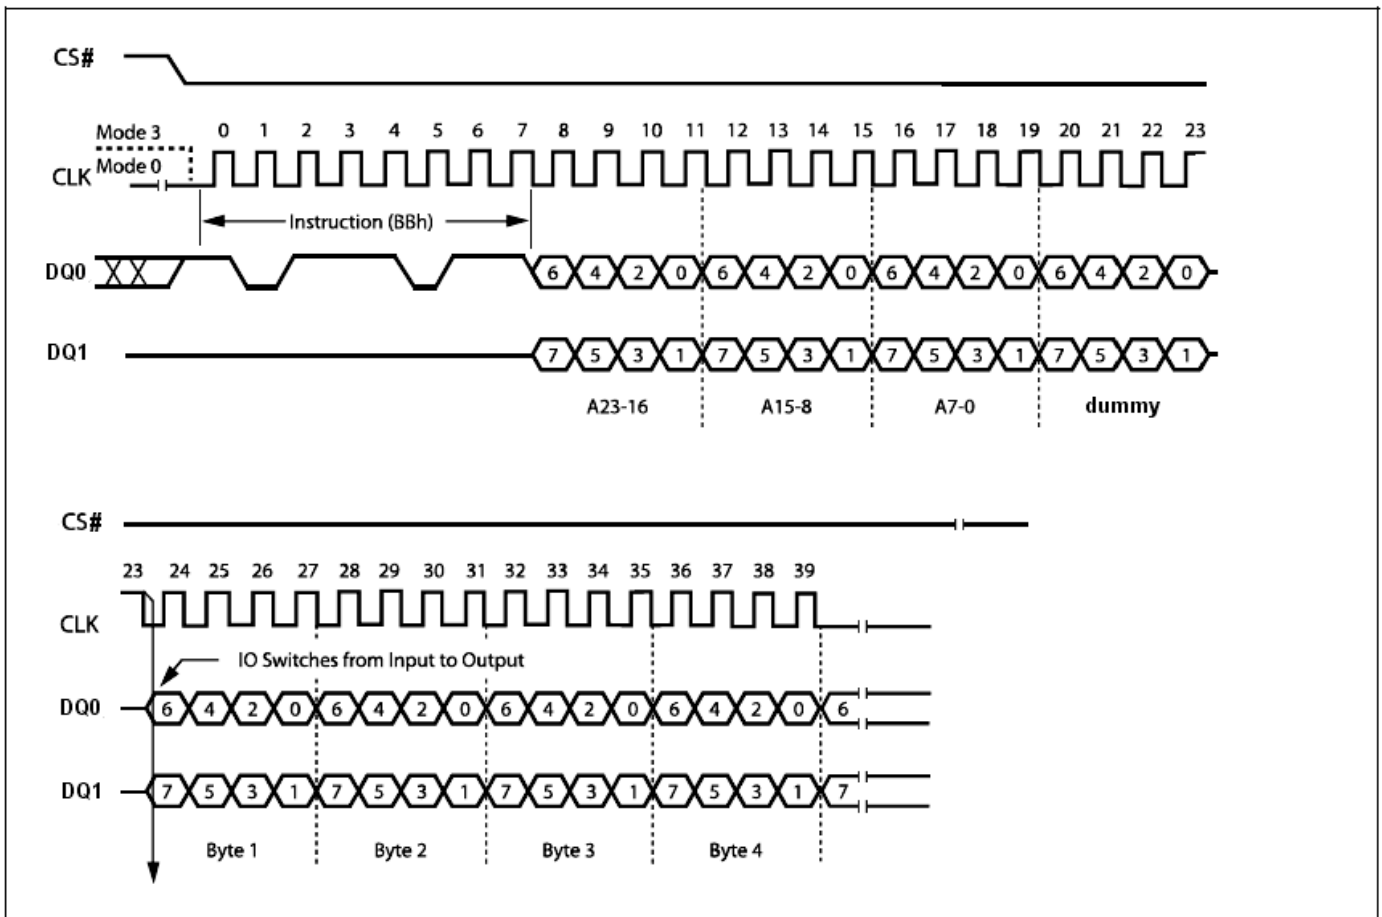 CS#
0 1 2 3 4 5 6 7 8 9 10 11 12 13 14 15 16 17 18 19 20 21 22 23
Mode 3
Mode 0
CLK
Instruction (BBh)
DQ0 6 4 2 0 6 4 2 0 6 4 2 0 6 4 2 0
DQ1 7 5 3 1 7 5 3 1 7 5 3 1 7 5 3 1
A23-16 A15-8 A7-0 dummy
CS#
23 24 25 26 27 28 29 30 31 32 33 34 35 36 37 38 39
CLK
IO Switches from Input to Output
DQ0 6 4 2 0 6 4 2 0 6 4 2 0 6 4 2 0 6
DQ1 7 5 3 1 7 5 3 1 7 5 3 1 7 5 3 1 7
Byte 1 Byte 2 Byte 3 Byte 4